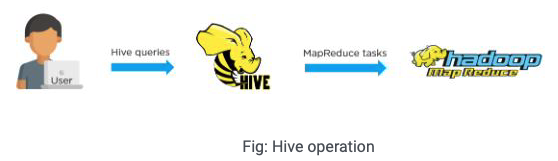 Hive queries
MapReduce tasks
User
HIVE
hadoop
Map Reduce
Fig: Hive operation